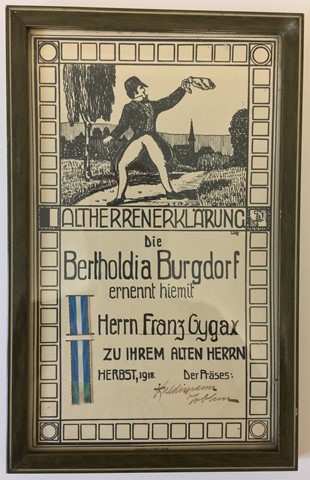 ALTHERRENERKLÄRUNG
Die
Bertholdia Burgdorf
ernennt hiemit
Herrn Franz Gygax
ZU IHREM ALTEN HERRN
HERBST, 1918. Der Präses: